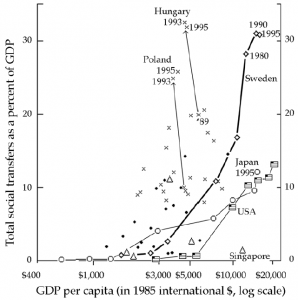 Hungary
1993
1995
1990
1995
1980
Sweden
Poland
1995
1993
'89
Japan
1995
USA
Singapore
Total social transfers as a percent of GDP
30
20
10
0
30
20
10
0
$400
$1,000
$3,000
$5,000
$10,000
$20,000
GDP per capita (in 1985 international $, log scale)